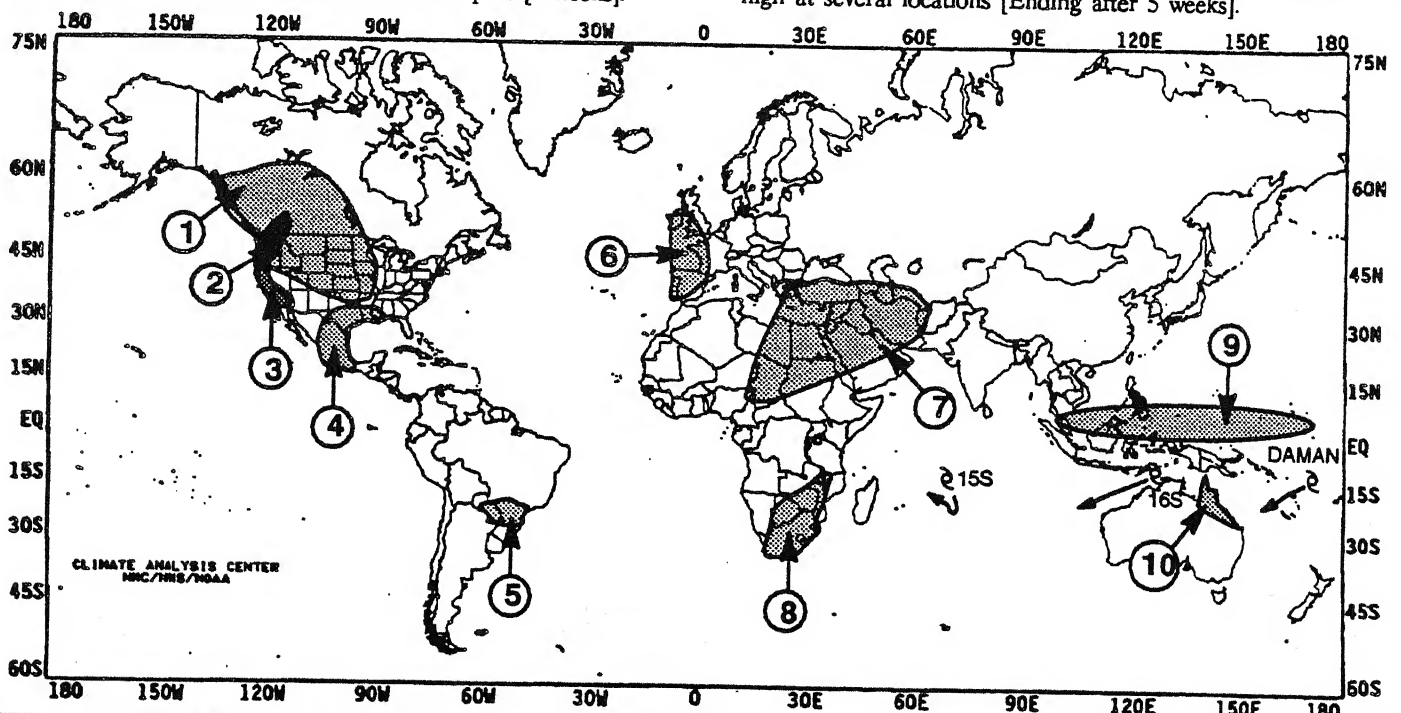 high at several locations [Ending after 5 weeks].
180 150W 120W 90W 60W 30W 0 30E 60E 90E 120E 150E 180
75N 75N
60N 60N
1
2
45N 6 45N
30N 30N
3 9
15N 4 7 15N
EQ EQ
DAMAN
15S 15S 16S 15S
30S 30S
10
CLIMATE ANALYSIS CENTER
NMC/NWS/NOAA
5 8
45S 45S
60S 60S
180 150W 120W 90W 60W 30W 0 30E 60E 90E 120E 150E 180